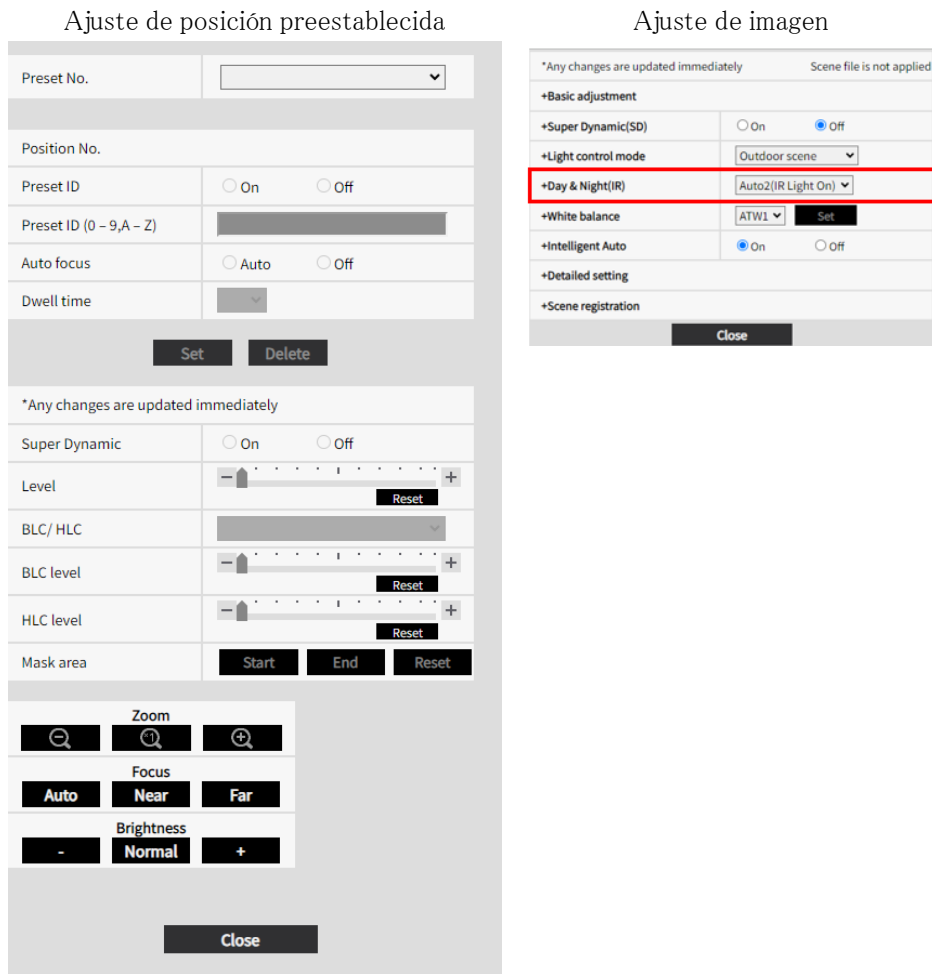 Ajuste de posición preestablecida
Preset No.
Position No.
Preset ID On Off
Preset ID (0 – 9,A – Z)
Auto focus Auto Off
Dwell time
Set Delete
*Any changes are updated immediately
Super Dynamic On Off
Level
Reset
BLC/ HLC
BLC level
Reset
HLC level
Reset
Mask area Start End Reset
Zoom
×1
Focus
Auto Near Far
Brightness
- Normal +
Close
Ajuste de imagen
*Any changes are updated immediately Scene file is not applied
+Basic adjustment
+Super Dynamic(SD) On Off
+Light control mode Outdoor scene
+Day & Night(IR) Auto2(IR Light On)
+White balance ATW1 Set
+Intelligent Auto On Off
+Detailed setting
+Scene registration
Close